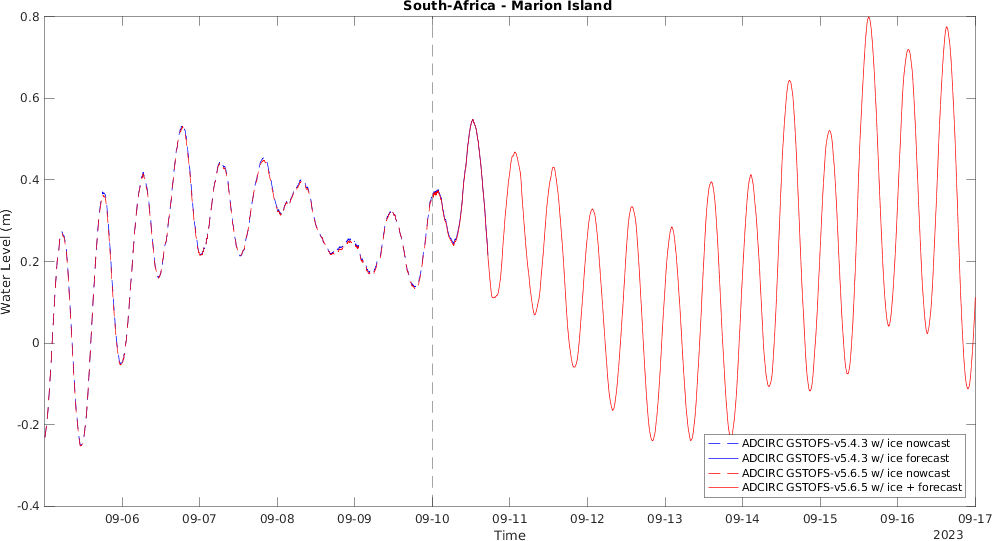 South-Africa - Marion Island
Water Level (m)
0.8
0.6
0.4
0.2
0
-0.2
-0.4
ADCIRC GSTOFS-v5.4.3 w/ ice nowcast
ADCIRC GSTOFS-v5.4.3 w/ ice forecast
ADCIRC GSTOFS-v5.6.5 w/ ice nowcast
ADCIRC GSTOFS-v5.6.5 w/ ice + forecast
09-06 09-07 09-08 09-09 09-10 09-11 09-12 09-13 09-14 09-15 09-16 09-17
Time
2023